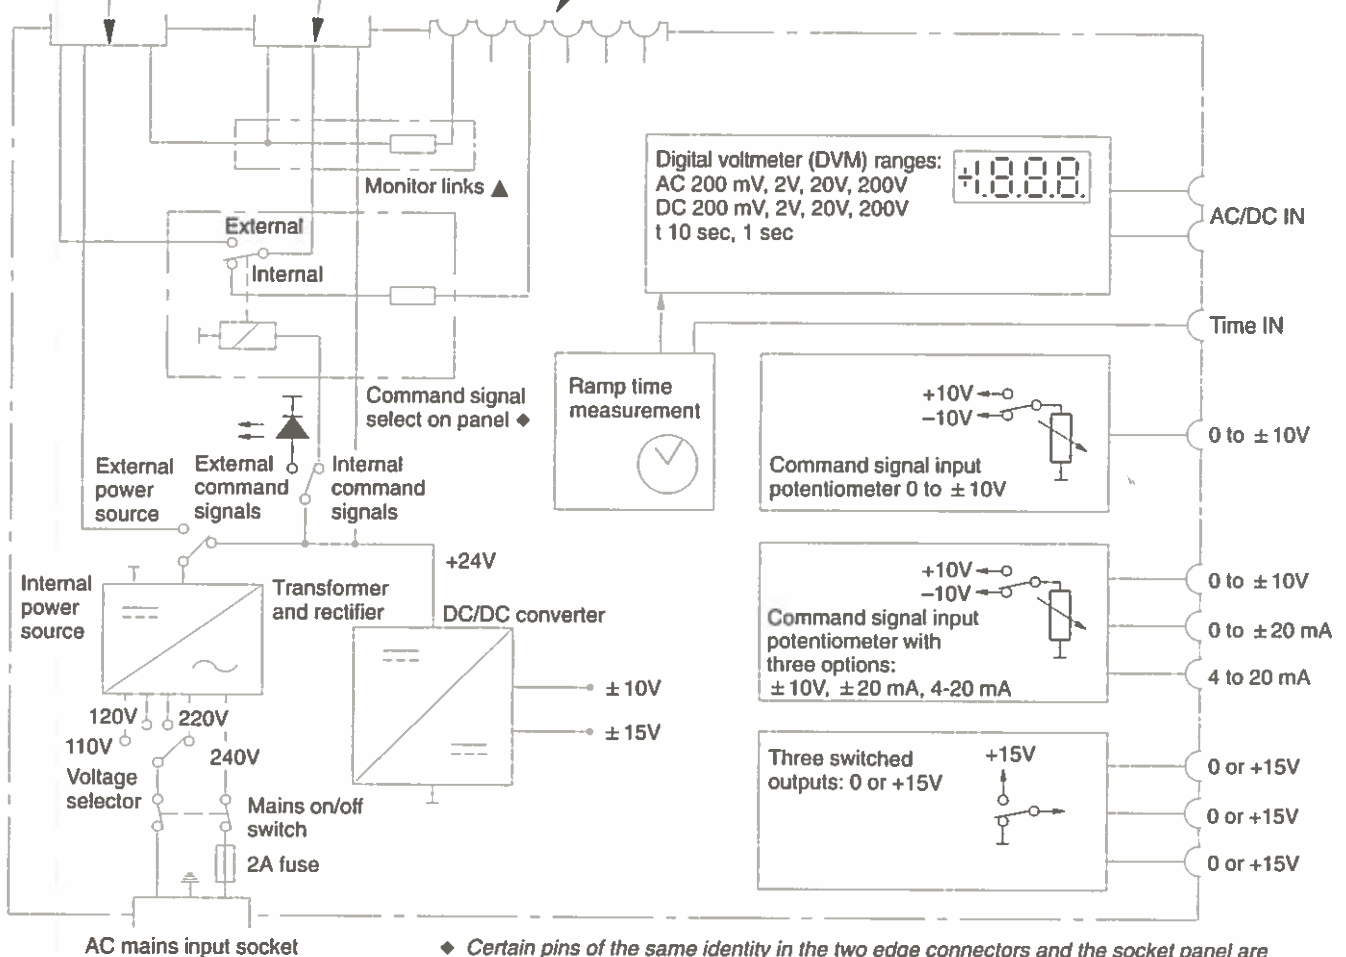 Digital voltmeter (DVM) ranges:
AC 200 mV, 2V, 20V, 200V
DC 200 mV, 2V, 20V, 200V
t 10 sec, 1 sec
AC/DC IN
Monitor links ▲
External
Internal
Time IN
Ramp time
measurement
Command signal
select on panel ◆
+10V
−10V
Command signal input
potentiometer 0 to ±10V
0 to ±10V
External
power
source
External
command
signals
Internal
command
signals
+24V
Internal
power
source
Transformer
and rectifier
DC/DC converter
±10V
±15V
+10V
−10V
Command signal input
potentiometer with
three options:
±10V, ±20 mA, 4-20 mA
0 to ±10V
0 to ±20 mA
4 to 20 mA
120V
220V
110V
240V
Voltage
selector
Mains on/off
switch
2A fuse
Three switched
outputs: 0 or +15V
+15V
0 or +15V
0 or +15V
0 or +15V
AC mains input socket
◆ Certain pins of the same identity in the two edge connectors and the socket panel are